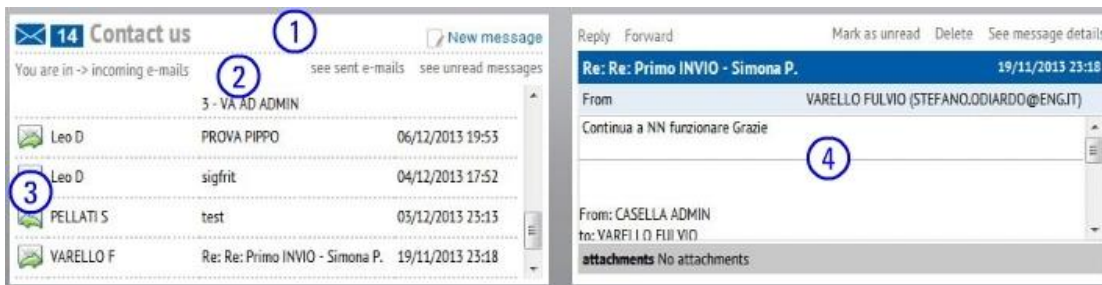 14 Contact us
1
New message
You are in -> incoming e-mails
2
see sent e-mails see unread messages
3 - VA AD ADMIN
Leo D PROVA PIPPO 06/12/2013 19:53
3
Leo D sigfrit 04/12/2013 17:52
PELLATI S test 03/12/2013 23:13
VARELLO F Re: Re: Primo INVIO - Simona P. 19/11/2013 23:18
Reply Forward Mark as unread Delete See message details
Re: Re: Primo INVIO - Simona P. 19/11/2013 23:18
From VARELLO FULVIO (STEFANO.ODIARDO@ENG.IT)
Continua a NN funzionare Grazie
4
From: CASELLA ADMIN
to: VARELLO FULVIO
attachments No attachments